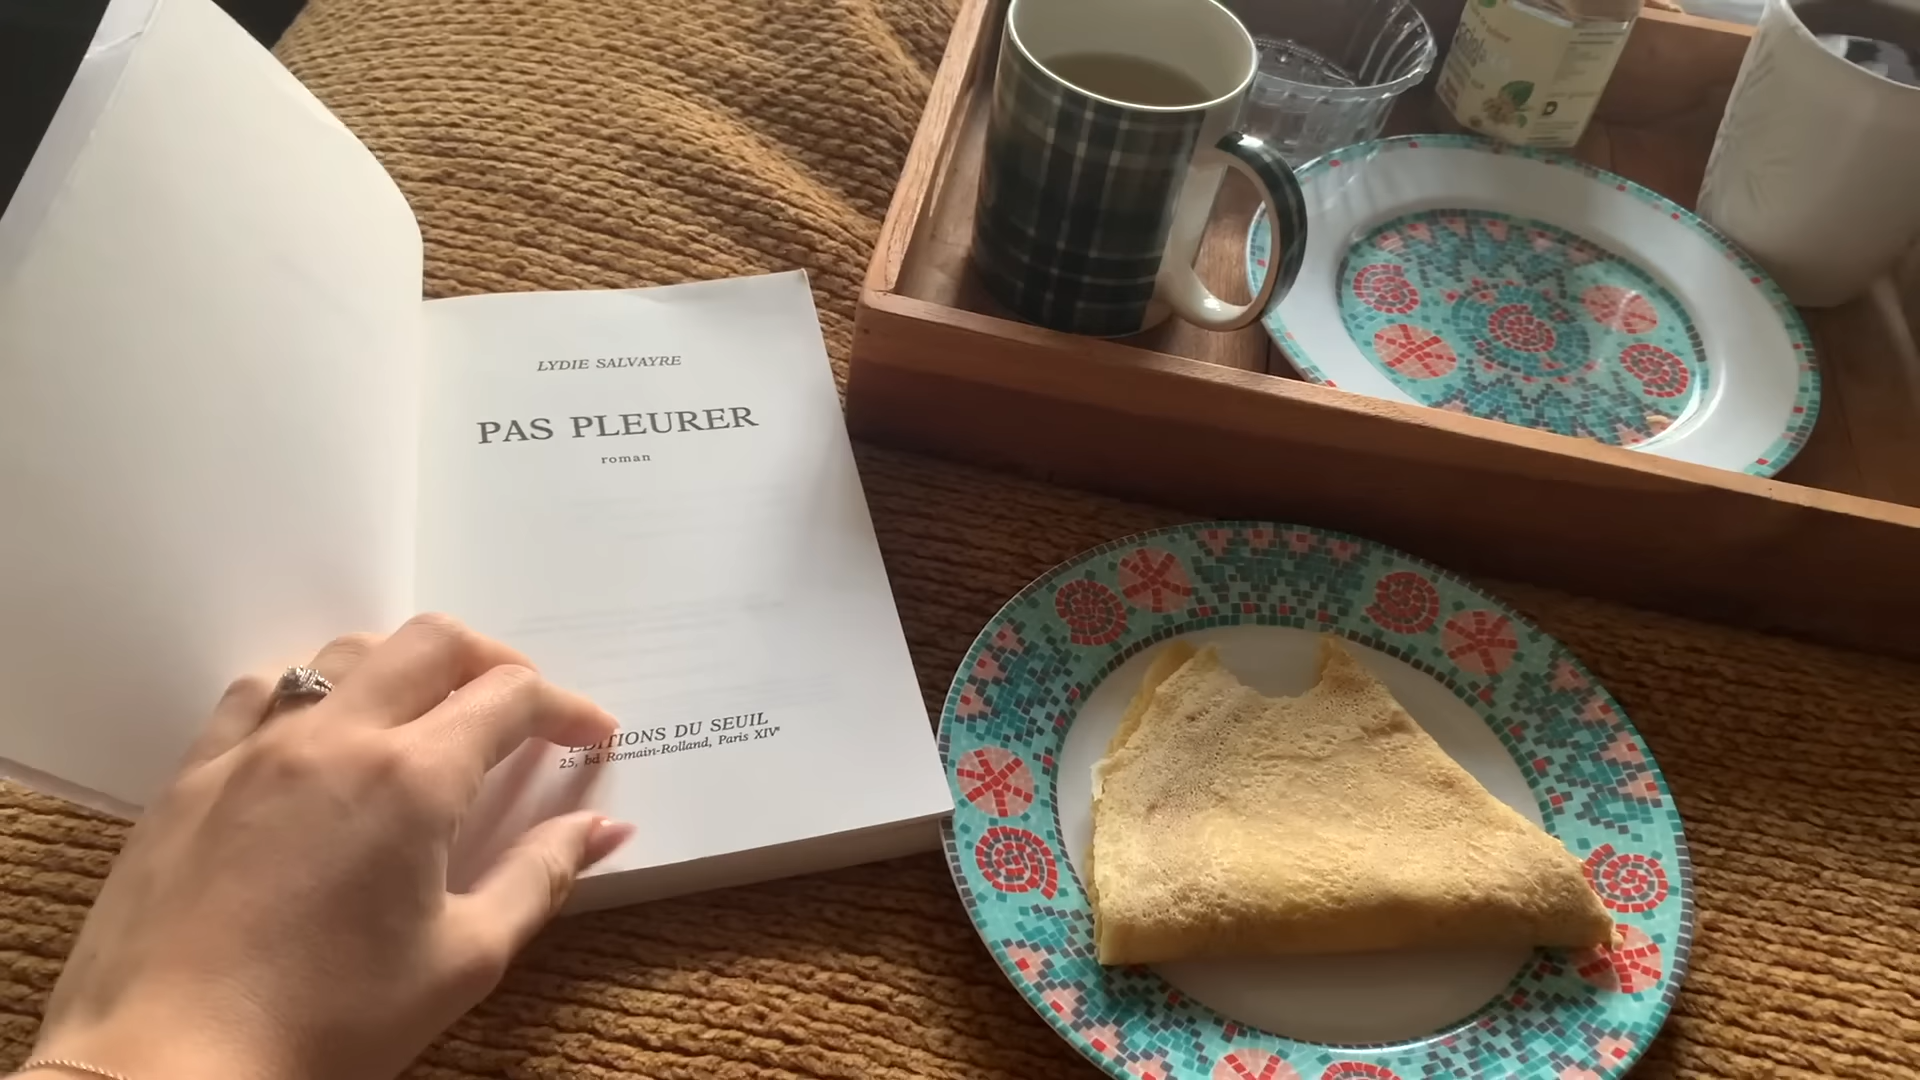 LYDIE SALVAYRE
PAS PLEURER
roman
ÉDITIONS DU SEUIL
25, bd Romain-Rolland, Paris XIVe